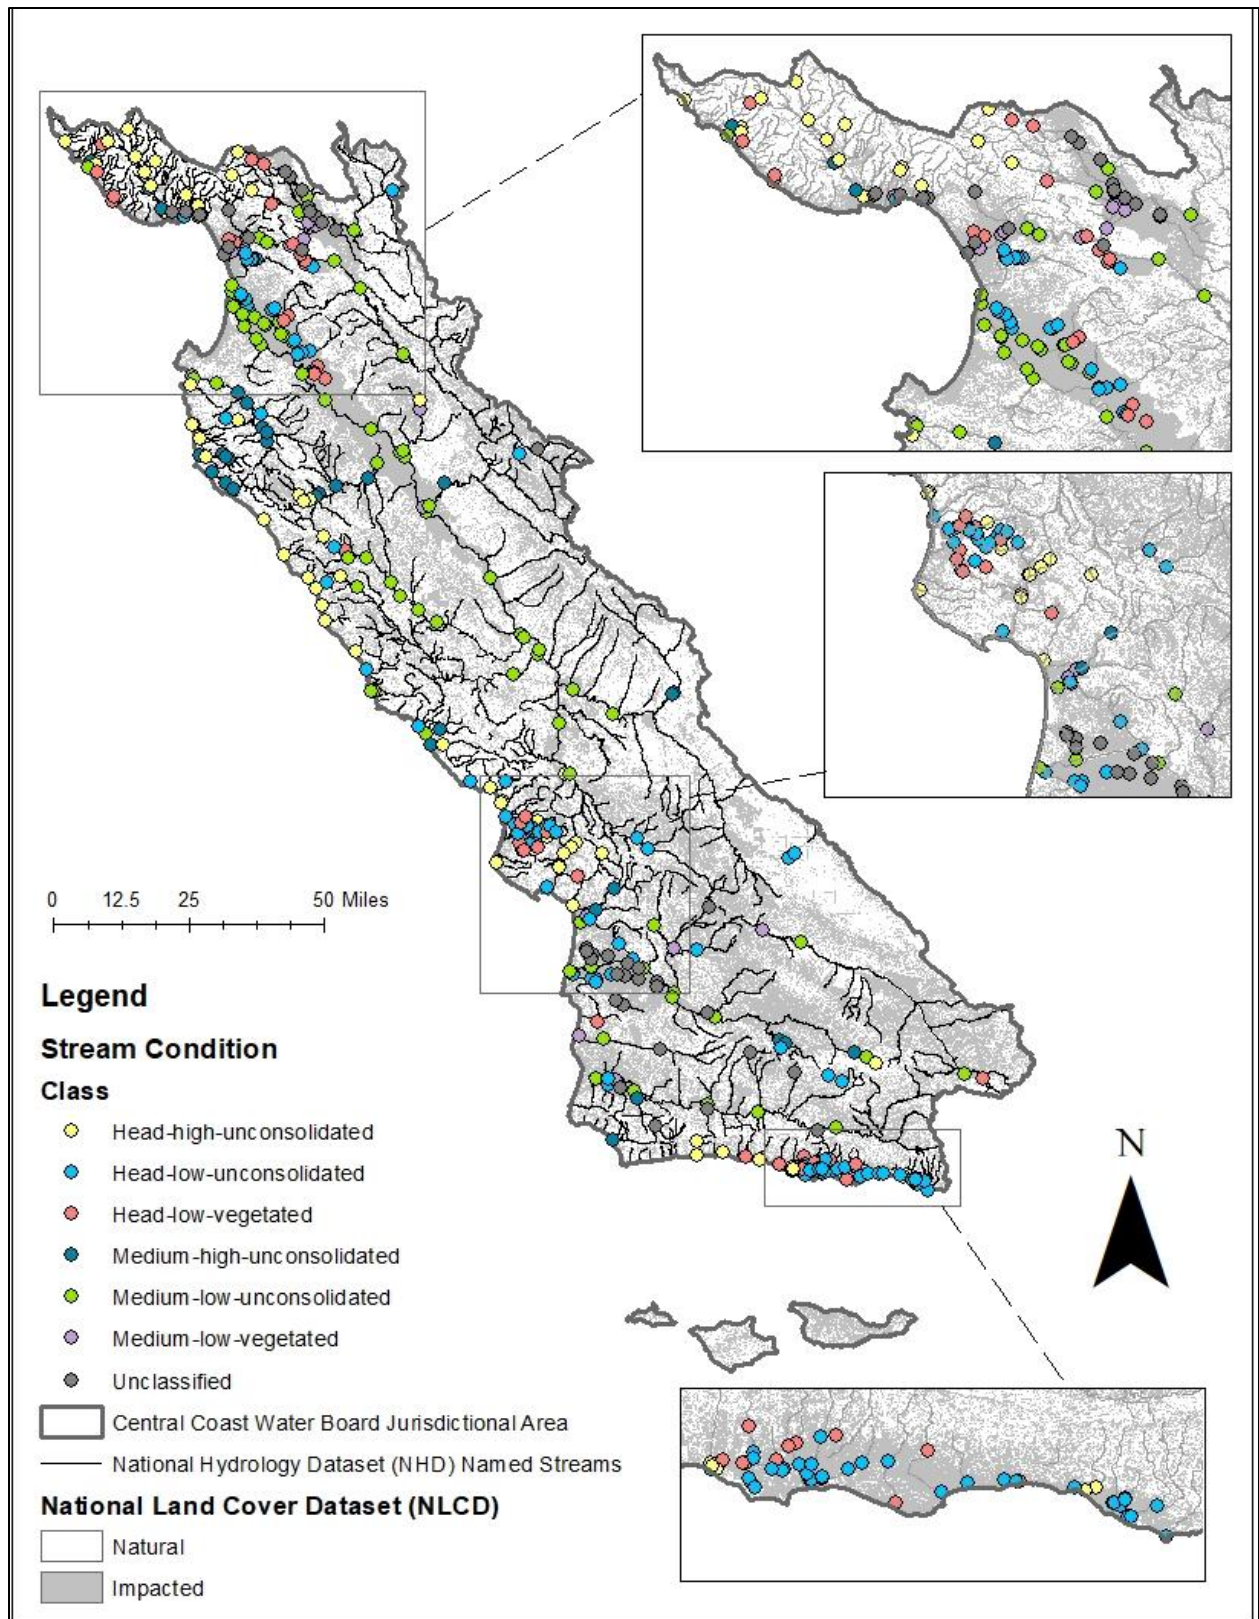 0 12.5 25 50 Miles
Legend
Stream Condition
Class
Head-high-unconsolidated
Head-low-unconsolidated
Head-low-vegetated
Medium-high-unconsolidated
Medium-low-unconsolidated
Medium-low-vegetated
Unclassified
Central Coast Water Board Jurisdictional Area
National Hydrology Dataset (NHD) Named Streams
National Land Cover Dataset (NLCD)
Natural
Impacted
N